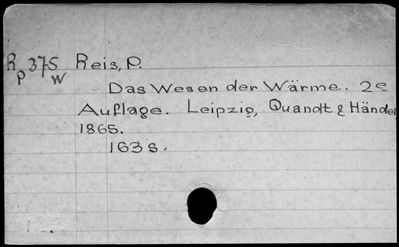 R 375 Reis, P.
P W
Das Wesen der Wärme. 2e
Auflage. Leipzig, Quandt & Händel
1865.
163 s.